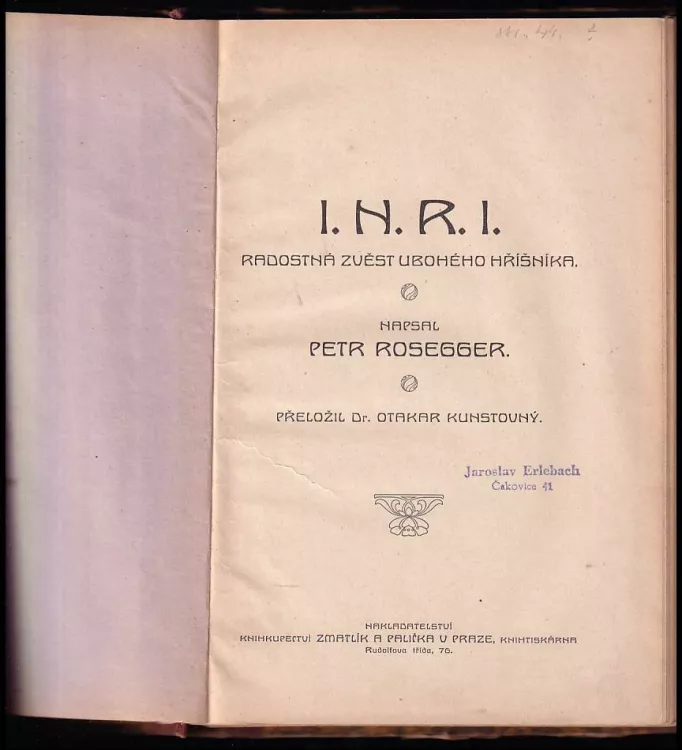 I. N. R. I.
RADOSTNÁ ZVĚST UBOHÉHO HŘÍŠNÍKA.
NAPSAL
PETR ROSEGGER.
PŘELOŽIL Dr. OTAKAR KUNSTOVNÝ.
Jaroslav Erlebach
Čakovice 41
NAKLADATELSTVÍ
KNIHKUPECTVÍ ZMATLÍK A PALIČKA V PRAZE, KNIHTISKÁRNA
Rudolfova třída, 76.